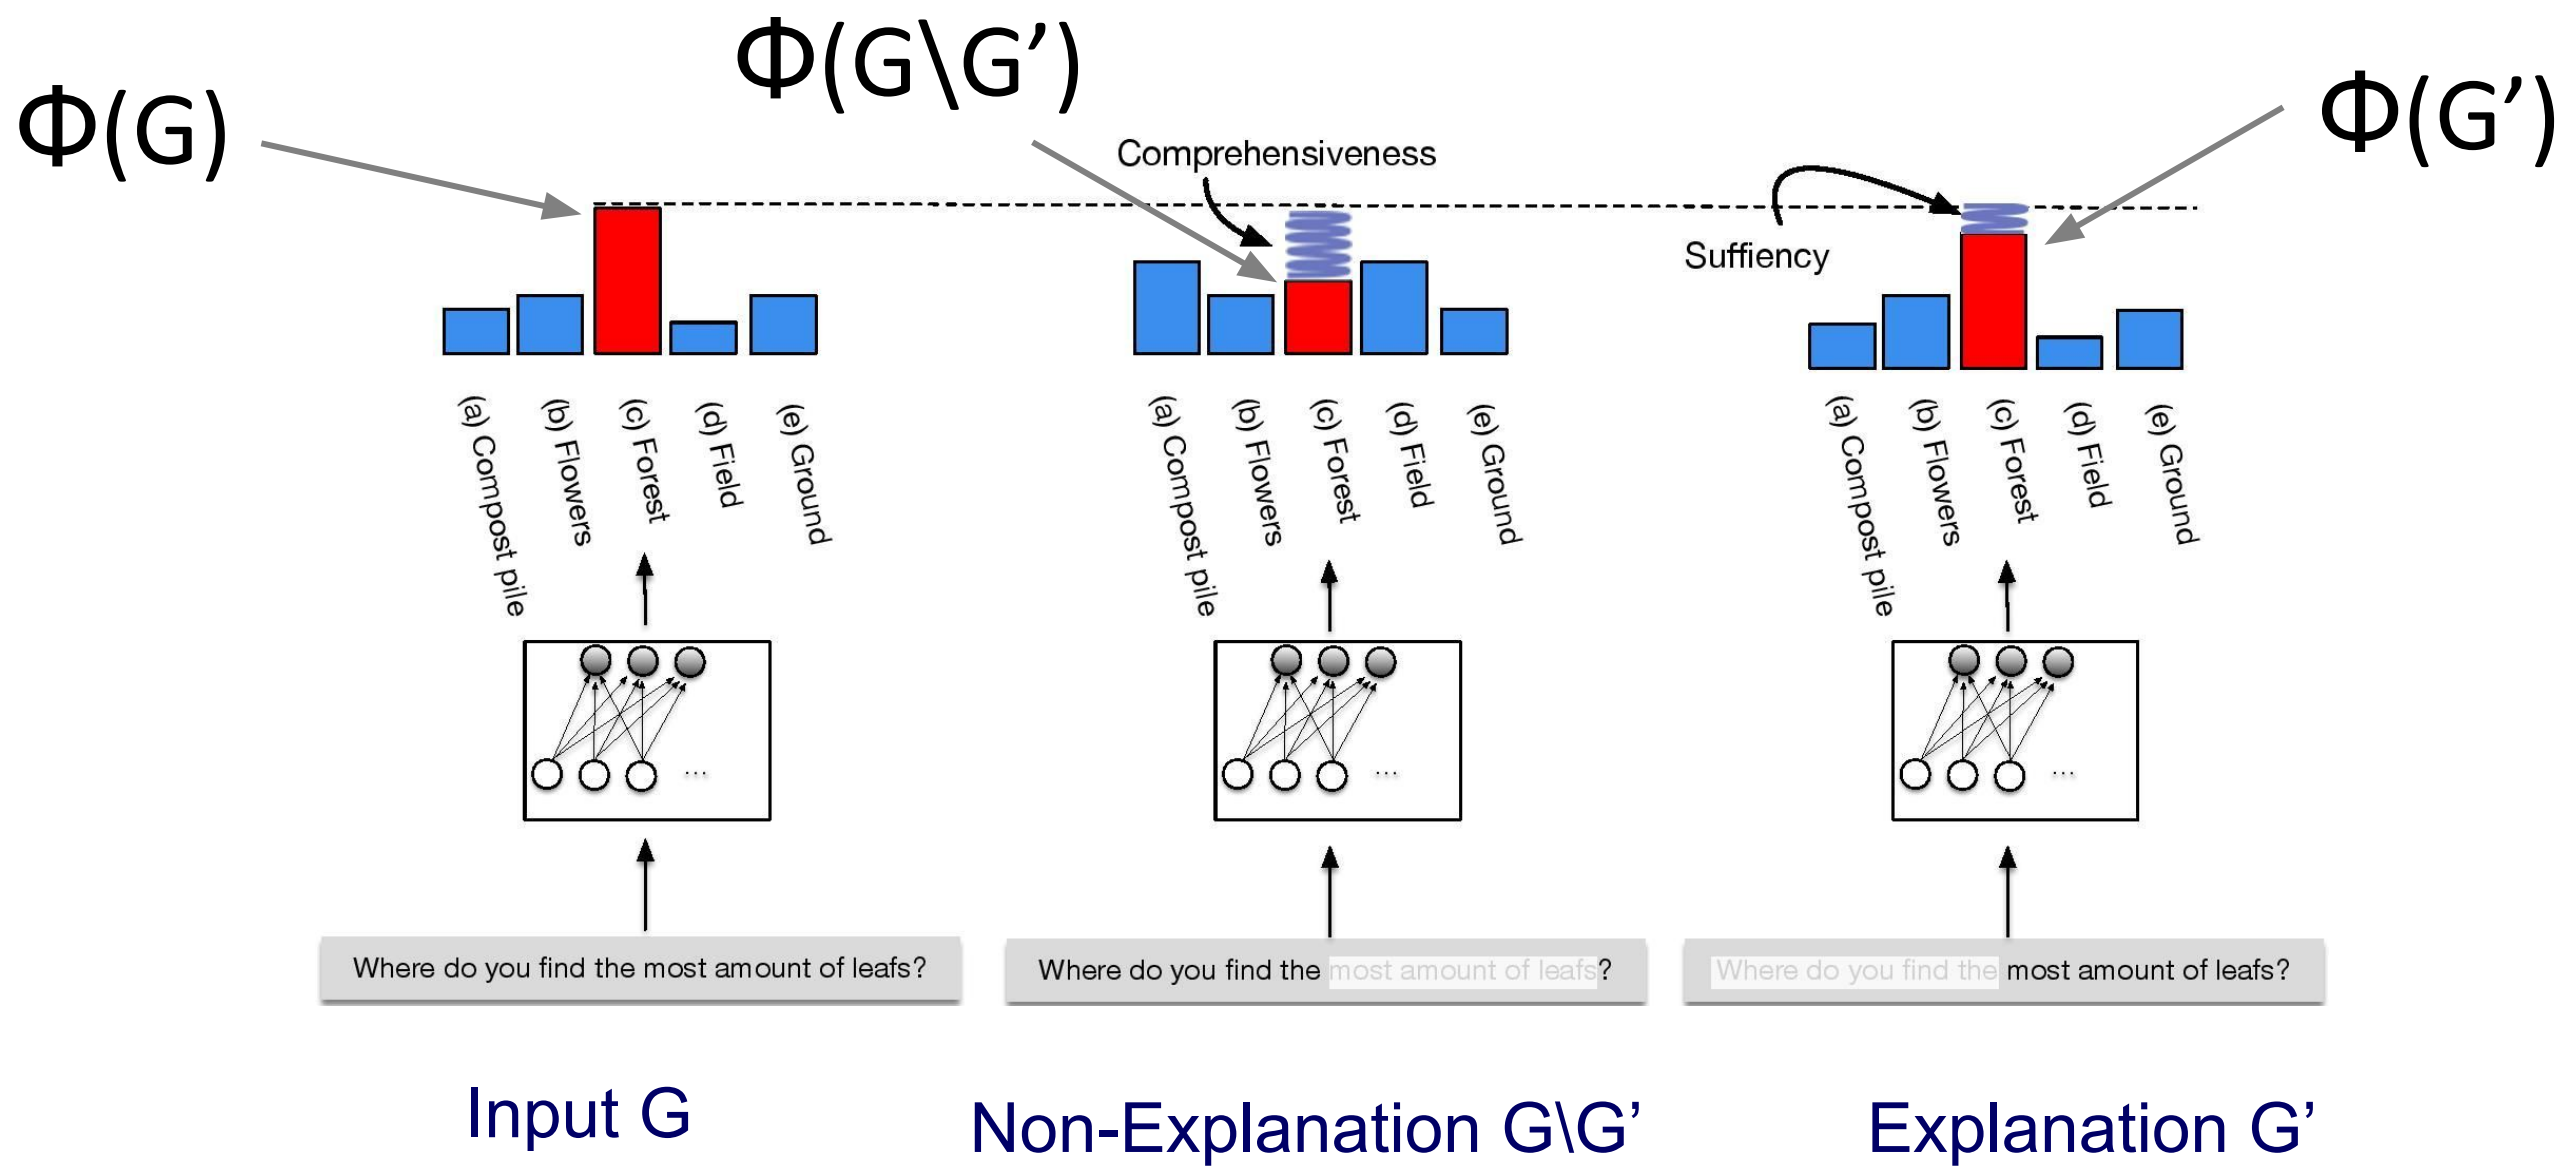 Φ(G)
Φ(G\G’)
Φ(G’)
Comprehensiveness
Suffiency
(a) Compost pile
(b) Flowers
(c) Forest
(d) Field
(e) Ground
(a) Compost pile
(b) Flowers
(c) Forest
(d) Field
(e) Ground
(a) Compost pile
(b) Flowers
(c) Forest
(d) Field
(e) Ground
...
...
...
Where do you find the most amount of leafs?
Where do you find the most amount of leafs?
Where do you find the most amount of leafs?
Input G
Non-Explanation G\G’
Explanation G’